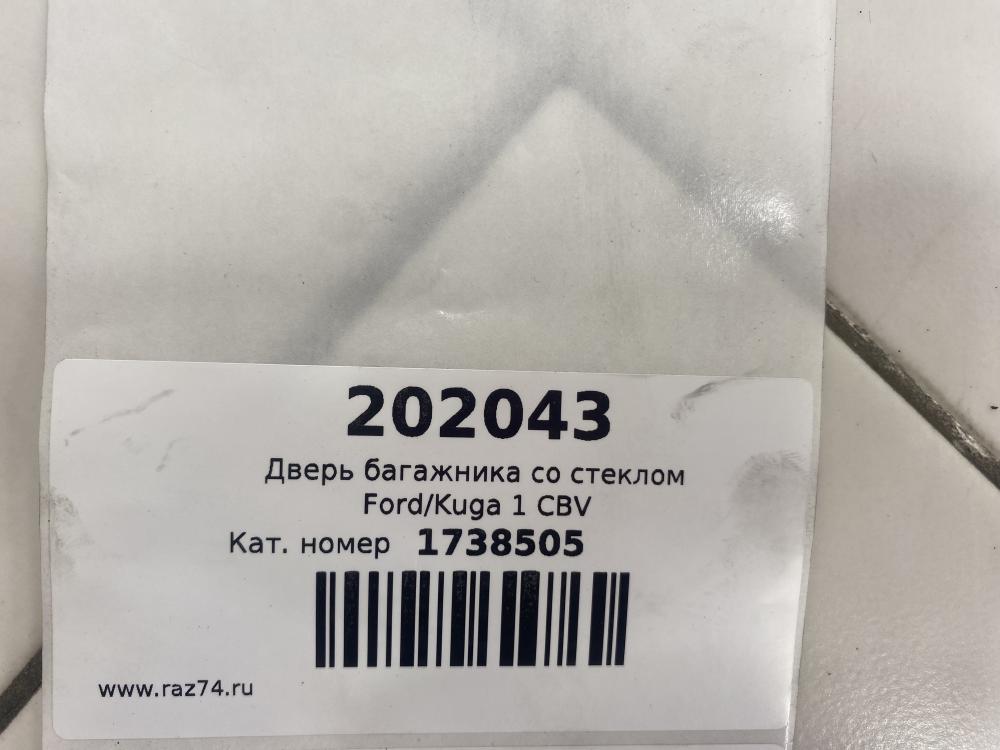 202043
Дверь багажника со стеклом
Ford/Kuga 1 CBV
Кат. номер 1738505
www.raz74.ru